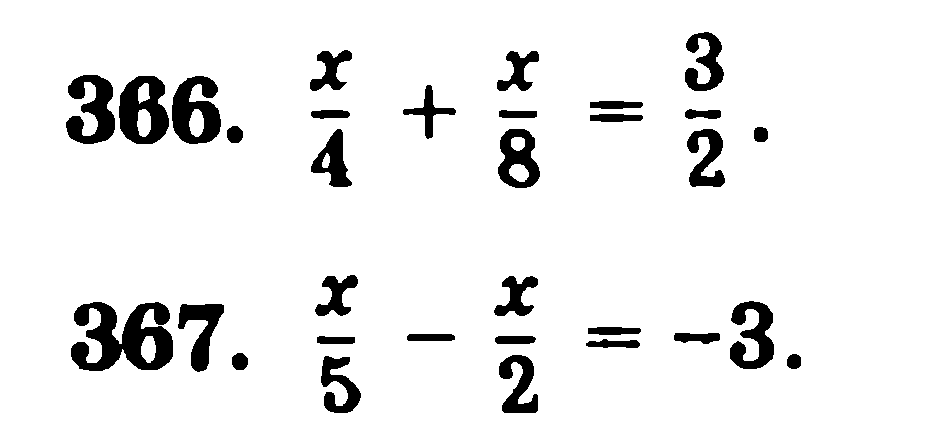 366. x/4 + x/8 = 3/2.
367. x/5 − x/2 = −3.